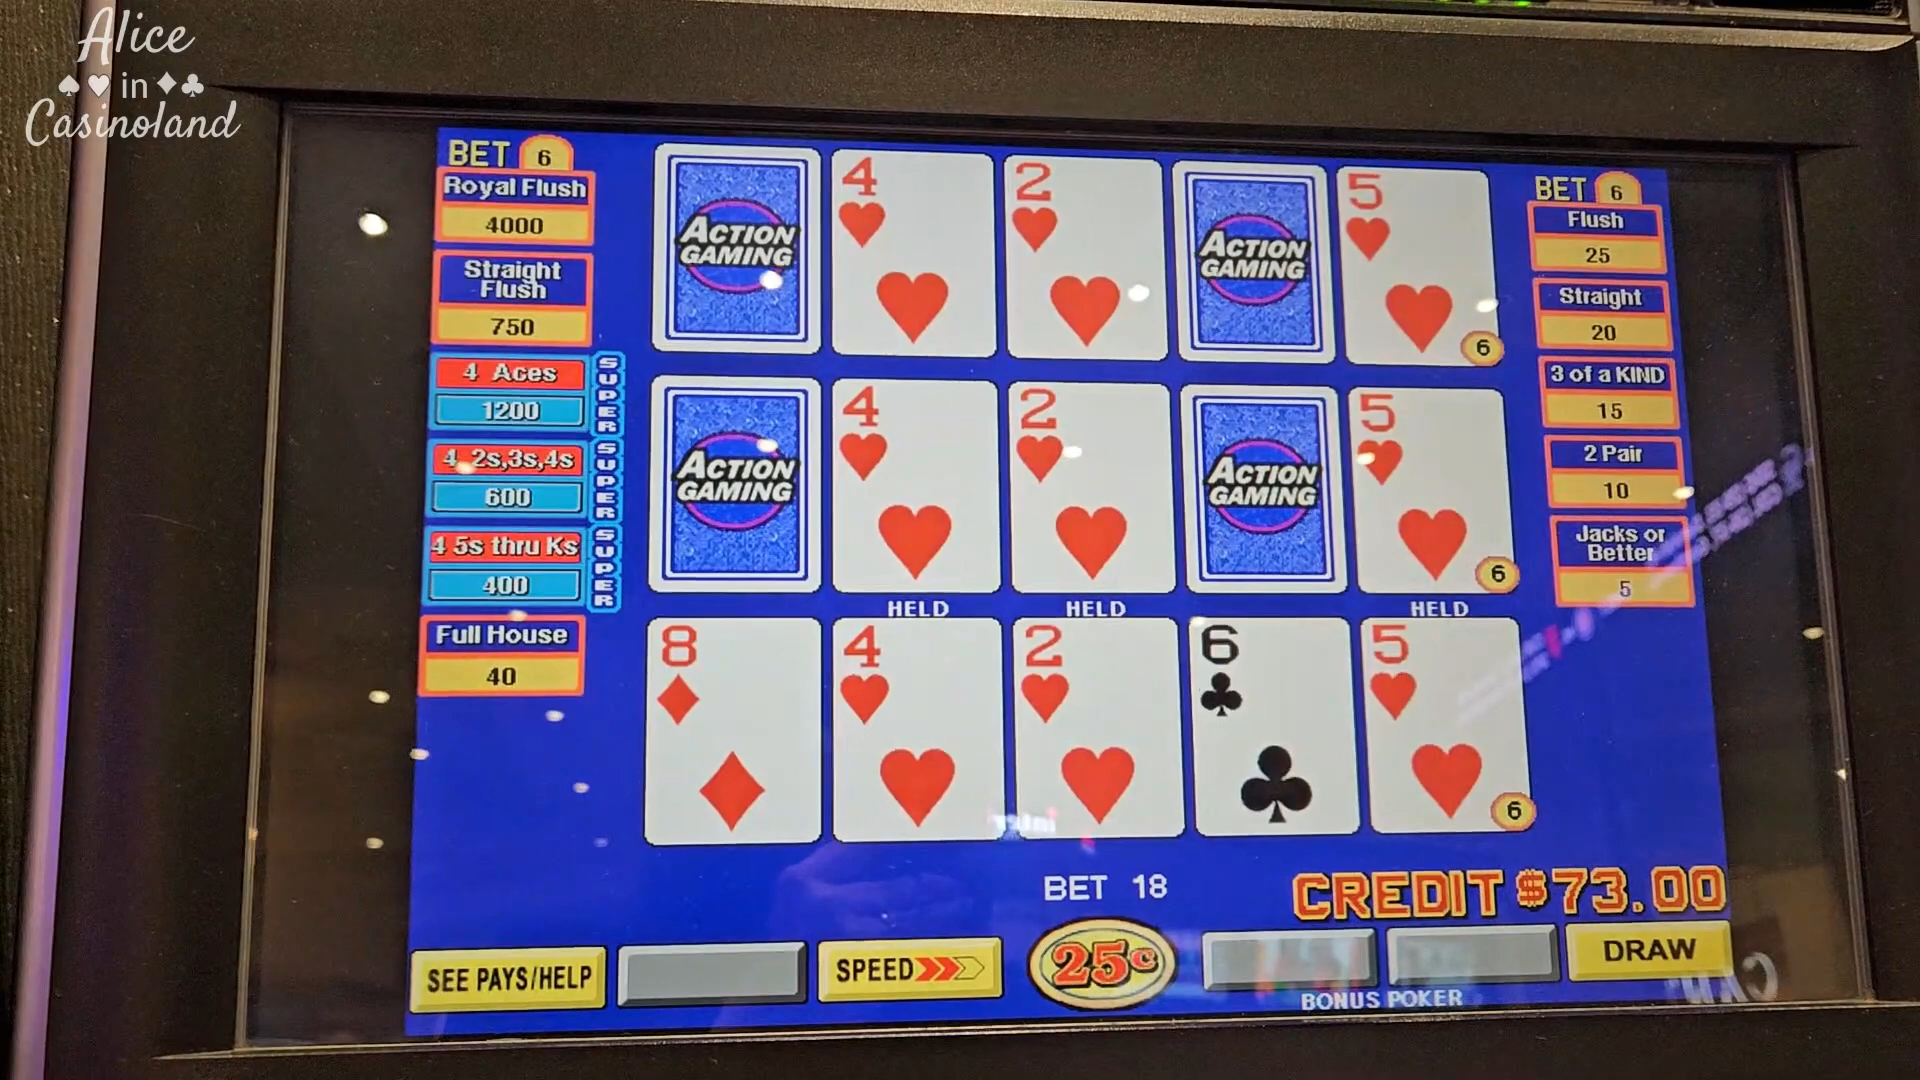 Alice
in
Casinoland
BET 6
Royal Flush
4000
Straight
Flush
750
4 Aces
1200
SUPER
4 2s,3s,4s
600
SUPER
4 5s thru Ks
400
SUPER
Full House
40
ACTION
GAMING
4
2
ACTION
GAMING
5
6
ACTION
GAMING
4
2
ACTION
GAMING
5
6
HELD HELD HELD
8
4
2
6
5
6
BET 6
Flush
25
Straight
20
3 of a KIND
15
2 Pair
10
Jacks or
Better
5
BET 18
CREDIT $73.00
SEE PAYS/HELP
SPEED
25¢
DRAW
BONUS POKER